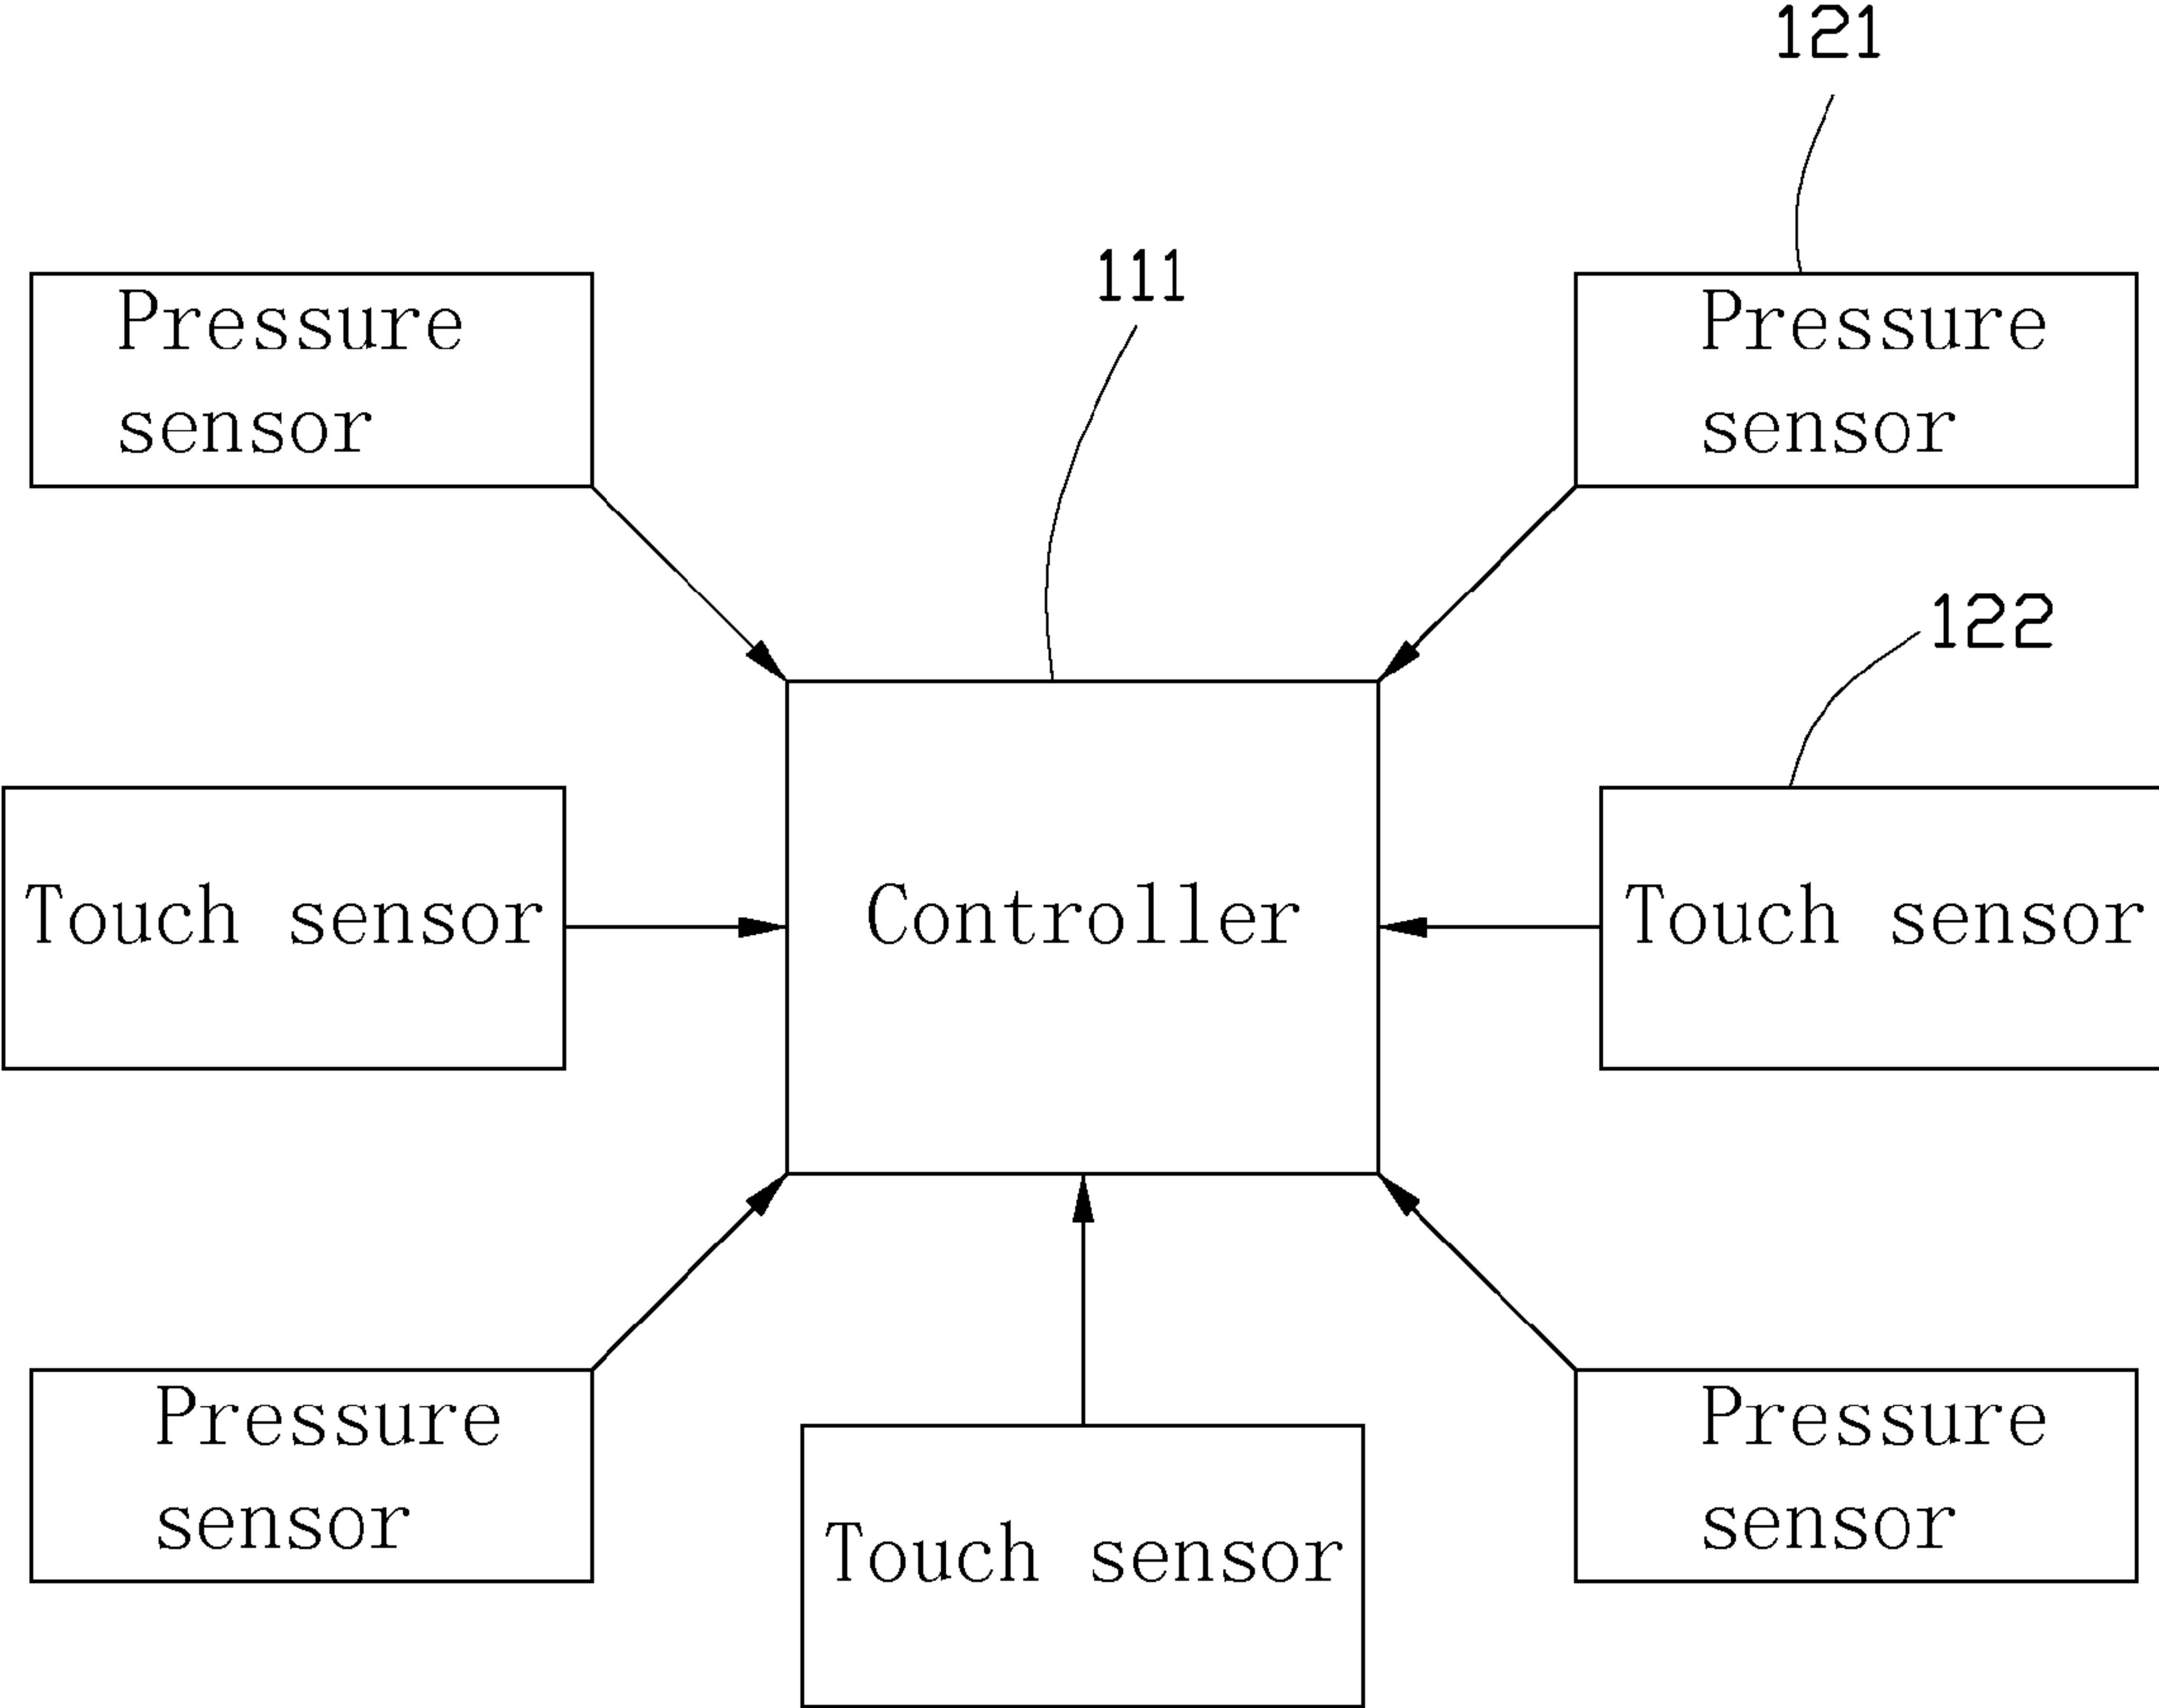 121
111
Pressure
sensor
Pressure
sensor
122
Touch sensor
Controller
Touch sensor
Pressure
sensor
Touch sensor
Pressure
sensor